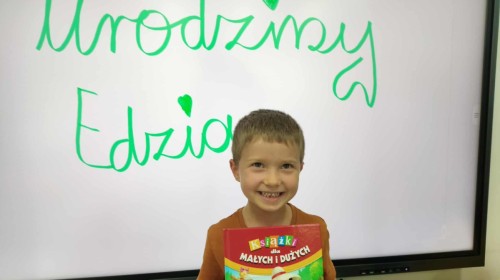 Urodziny
Edzia
Książki
dla
MAŁYCH i DUŻYCH